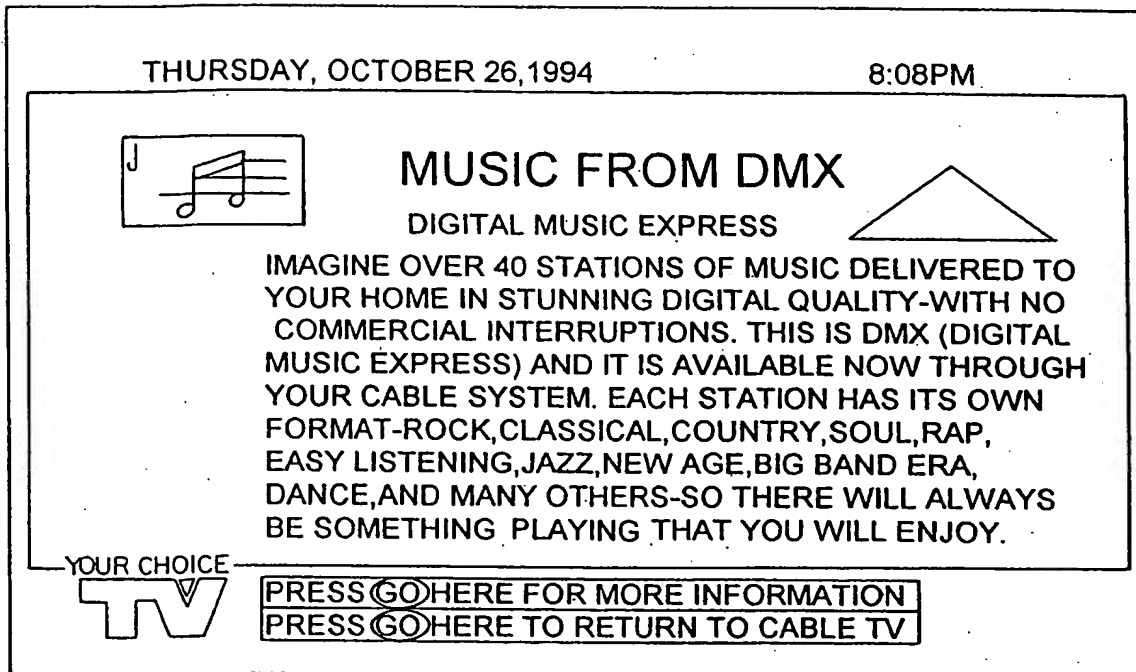 THURSDAY, OCTOBER 26,1994 8:08PM
J
MUSIC FROM DMX
DIGITAL MUSIC EXPRESS
IMAGINE OVER 40 STATIONS OF MUSIC DELIVERED TO
YOUR HOME IN STUNNING DIGITAL QUALITY-WITH NO
COMMERCIAL INTERRUPTIONS. THIS IS DMX (DIGITAL
MUSIC EXPRESS) AND IT IS AVAILABLE NOW THROUGH
YOUR CABLE SYSTEM. EACH STATION HAS ITS OWN
FORMAT-ROCK,CLASSICAL,COUNTRY,SOUL,RAP,
EASY LISTENING,JAZZ,NEW AGE,BIG BAND ERA,
DANCE,AND MANY OTHERS-SO THERE WILL ALWAYS
BE SOMETHING PLAYING THAT YOU WILL ENJOY.
YOUR CHOICE
TV
PRESS GO HERE FOR MORE INFORMATION
PRESS GO HERE TO RETURN TO CABLE TV